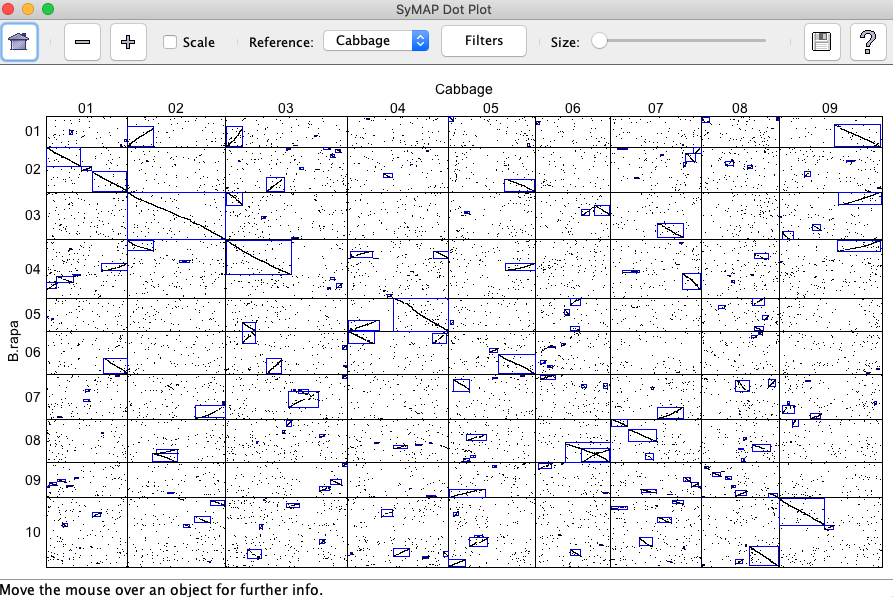 SyMAP Dot Plot
Scale Reference: Cabbage Filters Size: ?
Cabbage
01 02 03 04 05 06 07 08 09
B.rapa
01
02
03
04
05
06
07
08
09
10
Move the mouse over an object for further info.